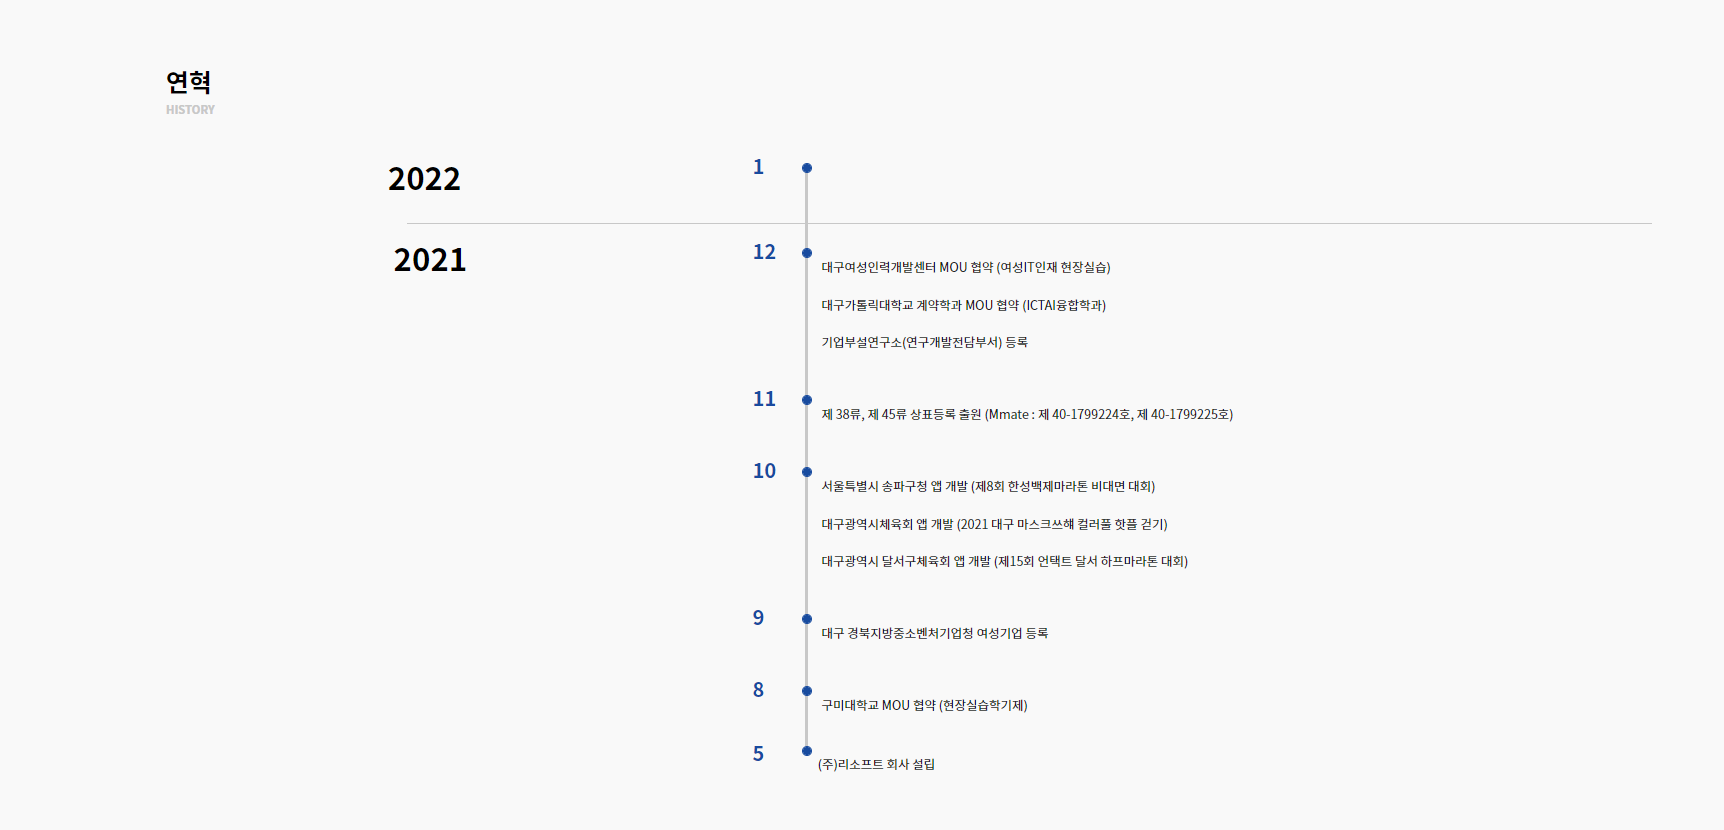 연혁
HISTORY
2022
1
2021
12
대구여성인력개발센터 MOU 협약 (여성IT인재 현장실습)
대구가톨릭대학교 계약학과 MOU 협약 (ICTAI융합학과)
기업부설연구소(연구개발전담부서) 등록
11
제 38류, 제 45류 상표등록 출원 (Mmate : 제 40-1799224호, 제 40-1799225호)
10
서울특별시 송파구청 앱 개발 (제8회 한성백제마라톤 비대면 대회)
대구광역시체육회 앱 개발 (2021 대구 마스크쓰해 컬러풀 핫플 걷기)
대구광역시 달서구체육회 앱 개발 (제15회 언택트 달서 하프마라톤 대회)
9
대구 경북지방중소벤처기업청 여성기업 등록
8
구미대학교 MOU 협약 (현장실습학기제)
5
(주)리소프트 회사 설립